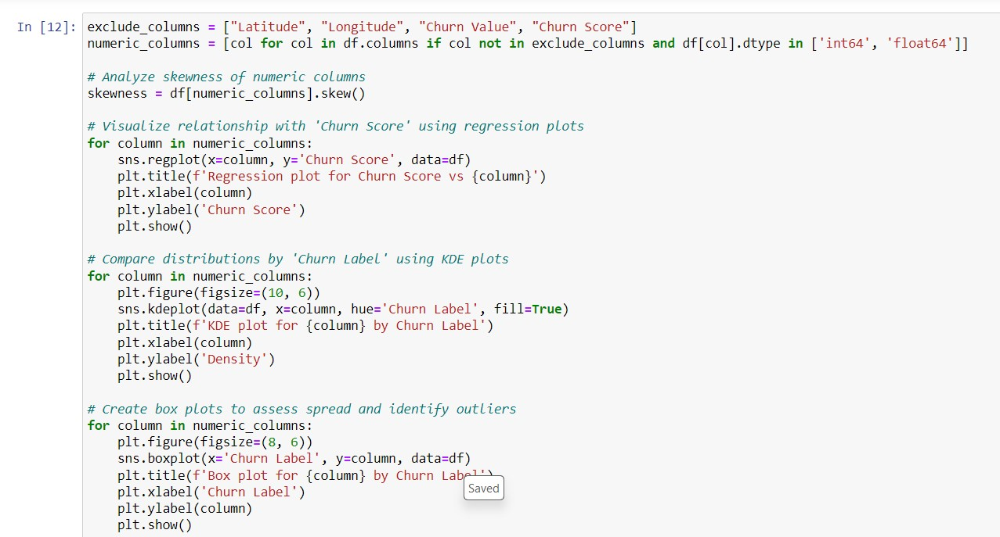 In [12]: exclude_columns = ["Latitude", "Longitude", "Churn Value", "Churn Score"]
numeric_columns = [col for col in df.columns if col not in exclude_columns and df[col].dtype in ['int64', 'float64']]

# Analyze skewness of numeric columns
skewness = df[numeric_columns].skew()

# Visualize relationship with 'Churn Score' using regression plots
for column in numeric_columns:
    sns.regplot(x=column, y='Churn Score', data=df)
    plt.title(f'Regression plot for Churn Score vs {column}')
    plt.xlabel(column)
    plt.ylabel('Churn Score')
    plt.show()

# Compare distributions by 'Churn Label' using KDE plots
for column in numeric_columns:
    plt.figure(figsize=(10, 6))
    sns.kdeplot(data=df, x=column, hue='Churn Label', fill=True)
    plt.title(f'KDE plot for {column} by Churn Label')
    plt.xlabel(column)
    plt.ylabel('Density')
    plt.show()

# Create box plots to assess spread and identify outliers
for column in numeric_columns:
    plt.figure(figsize=(8, 6))
    sns.boxplot(x='Churn Label', y=column, data=df)
    plt.title(f'Box plot for {column} by Churn Label')
    plt.xlabel('Churn Label')
    plt.ylabel(column)
    plt.show()
Saved